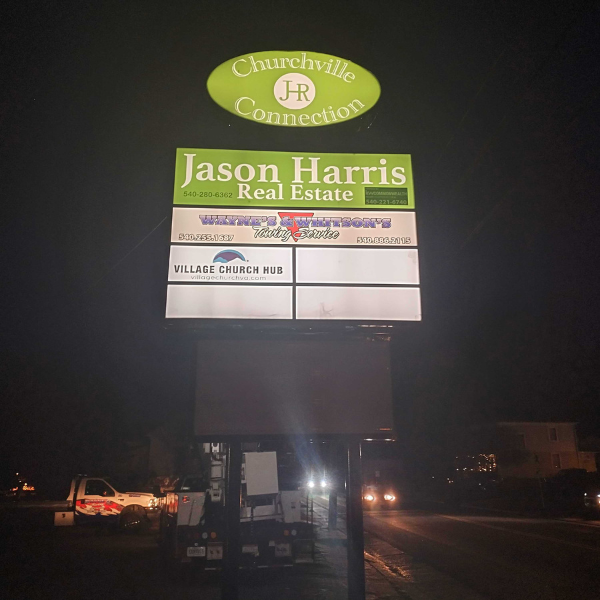 Churchville
JHR
Connection
Jason Harris
540-280-6362 Real Estate
WAYNE'S & WHITSON'S
Towing Service
540.255.1687 540.886.2115
VILLAGE CHURCH HUB
villagechurchva.com